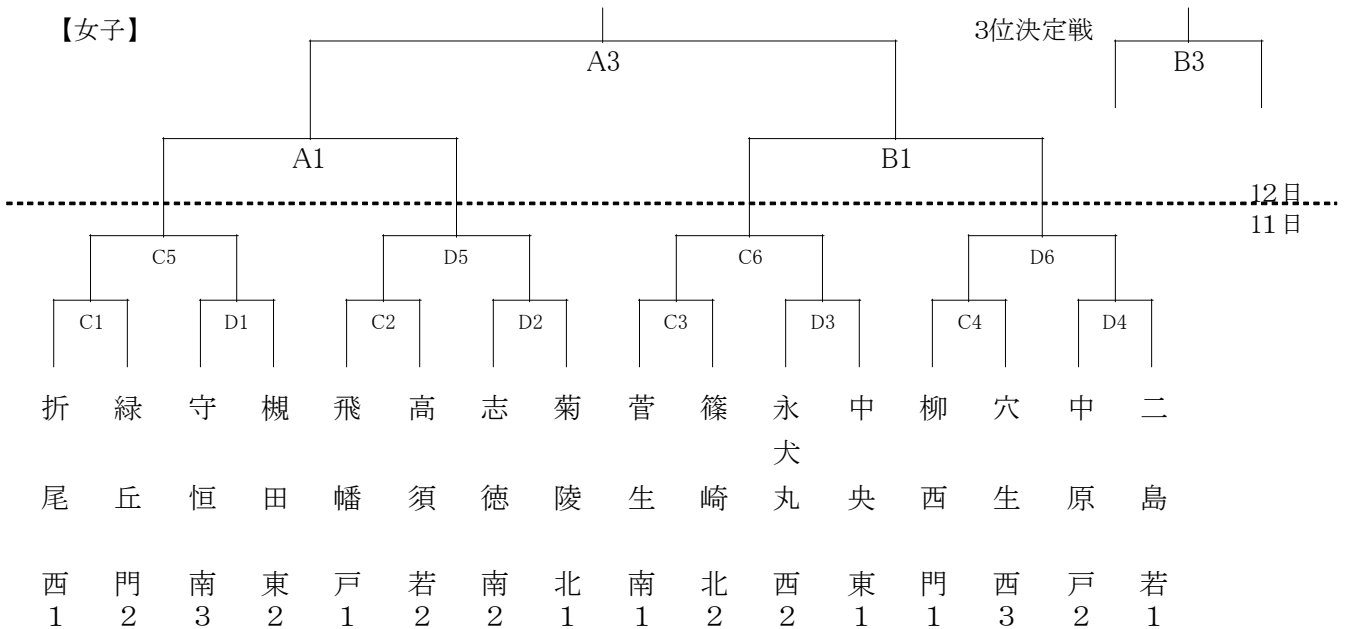 【女子】
3位決定戦
A3
B3
A1
B1
12日
11日
C5
D5
C6
D6
C1
D1
C2
D2
C3
D3
C4
D4
折尾 西1
緑丘 門2
守恒 南3
槻田 東2
飛幡 戸1
高須 若2
志徳 南2
菊陵 北1
菅生 南1
篠崎 北2
永犬丸 西2
中央 東1
柳西 門1
穴生 西3
中原 戸2
二島 若1